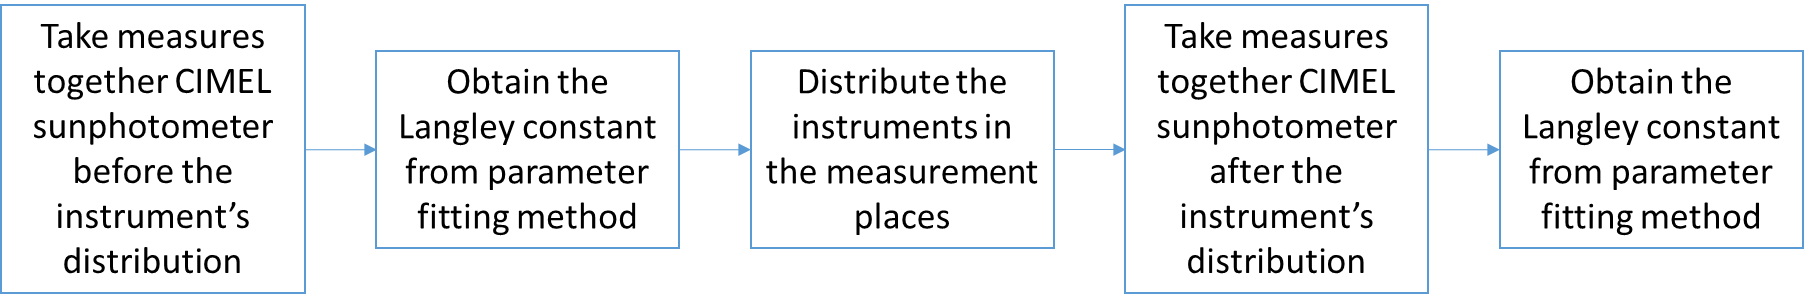 Take measures
together CIMEL
sunphotometer
before the
instrument’s
distribution
Obtain the
Langley constant
from parameter
fitting method
Distribute the
instruments in
the measurement
places
Take measures
together CIMEL
sunphotometer
after the
instrument’s
distribution
Obtain the
Langley constant
from parameter
fitting method